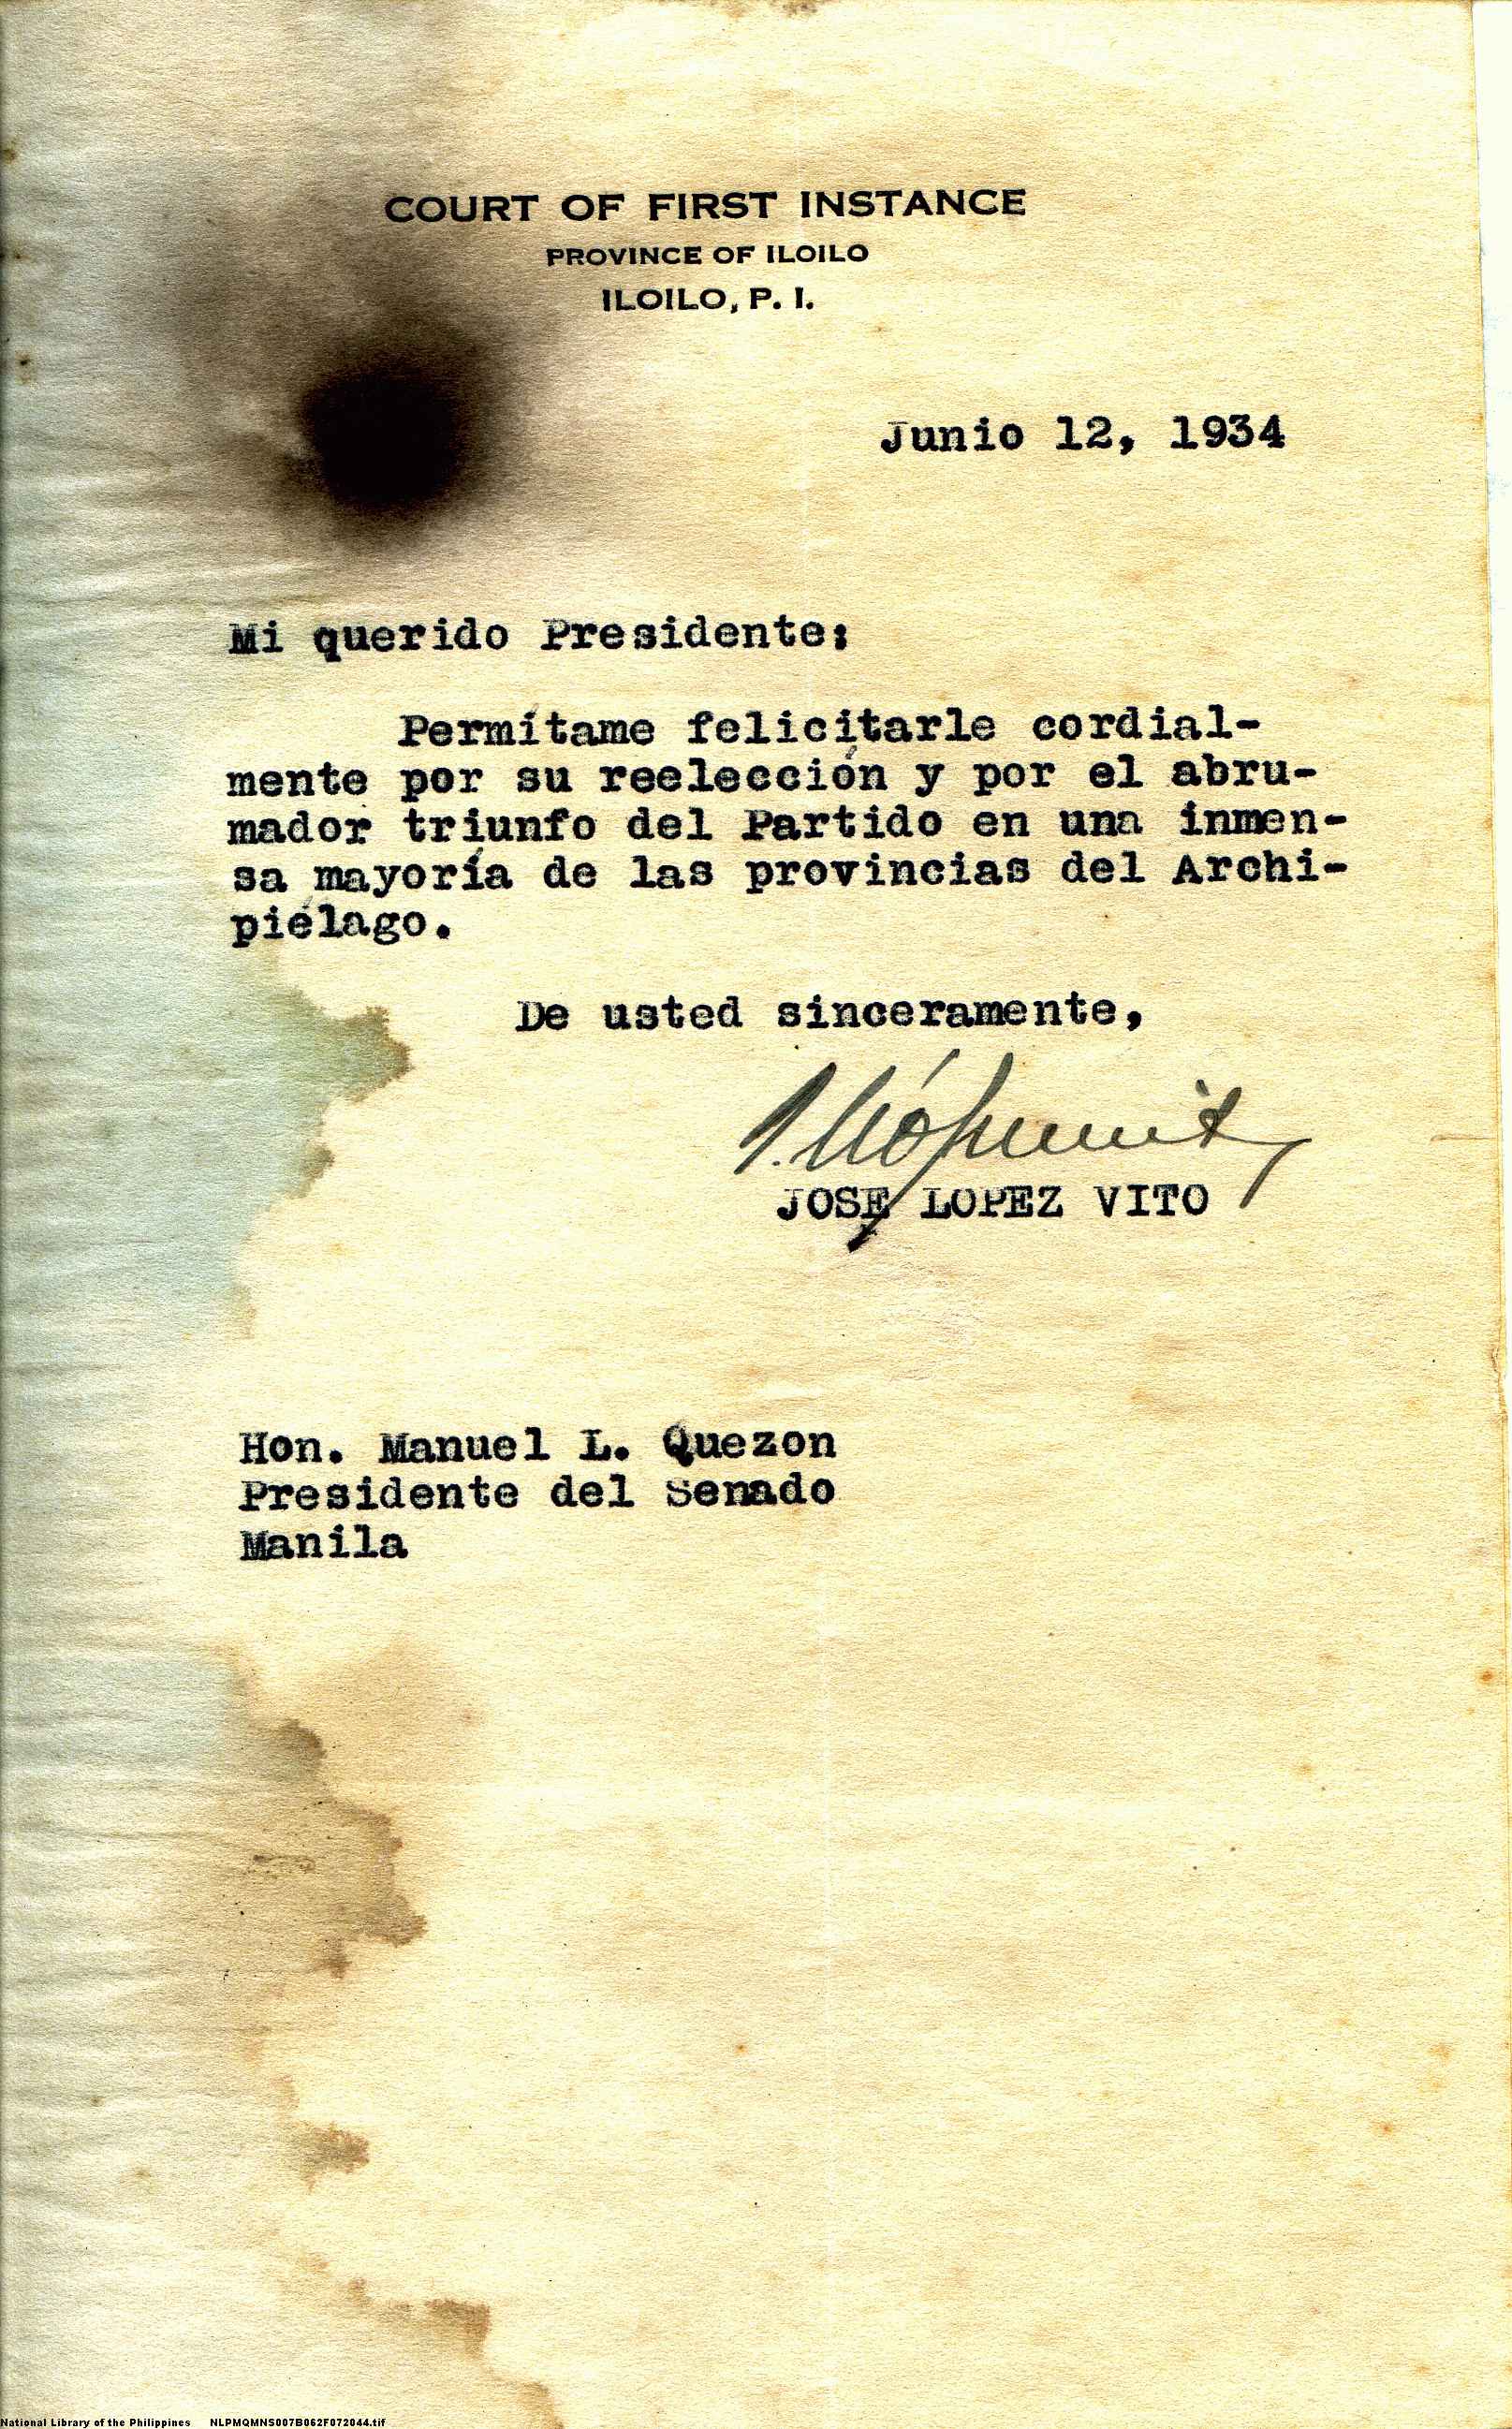 COURT OF FIRST INSTANCE
PROVINCE OF ILOILO
ILOILO, P. I.
Junio 12, 1934
Mi querido Presidente:
Permítame felicitarle cordial-
mente por su reelección y por el abru-
mador triunfo del Partido en una inmen-
sa mayoría de las provincias del Archi-
piélago.
De usted sinceramente,
JOSE LOPEZ VITO
Hon. Manuel L. Quezon
Presidente del Senado
Manila
National Library of the Philippines NLPMQMNS007B062F072044.tif